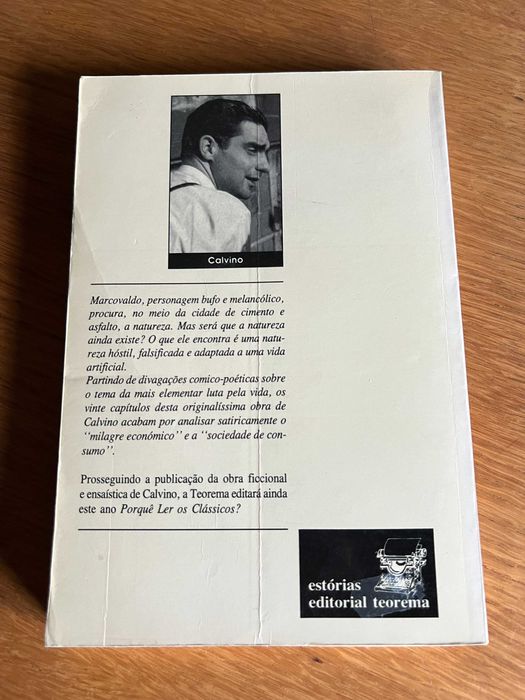 Calvino
Marcovaldo, personagem bufo e melancólico,
procura, no meio da cidade de cimento e
asfalto, a natureza. Mas será que a natureza
ainda existe? O que ele encontra é uma natu-
reza hóstil, falsificada e adaptada a uma vida
artificial.
Partindo de divagações comico-poéticas sobre
o tema da mais elementar luta pela vida, os
vinte capítulos desta originalíssima obra de
Calvino acabam por analisar satiricamente o
‘‘milagre económico’’ e a ‘‘sociedade de con-
sumo’’.
Prosseguindo a publicação da obra ficcional
e ensaística de Calvino, a Teorema editará ainda
este ano Porquê Ler os Clássicos?
estórias
editorial teorema